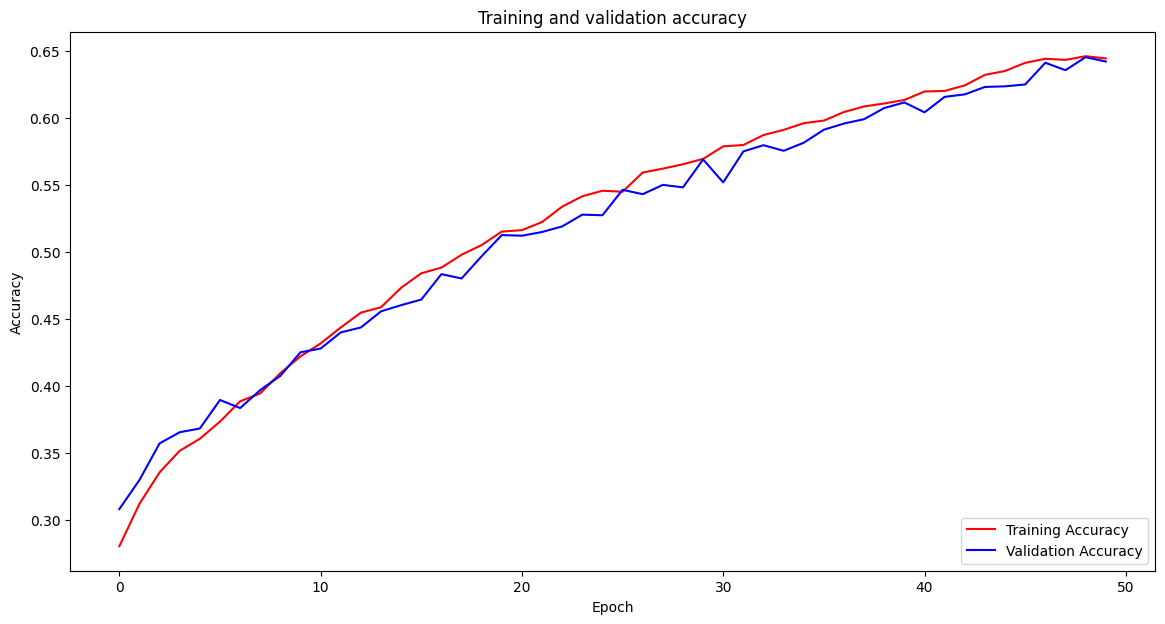 Training and validation accuracy
0.65
0.60
0.55
0.50
0.45
0.40
0.35
0.30
Accuracy
Training Accuracy
Validation Accuracy
0 10 20 30 40 50
Epoch